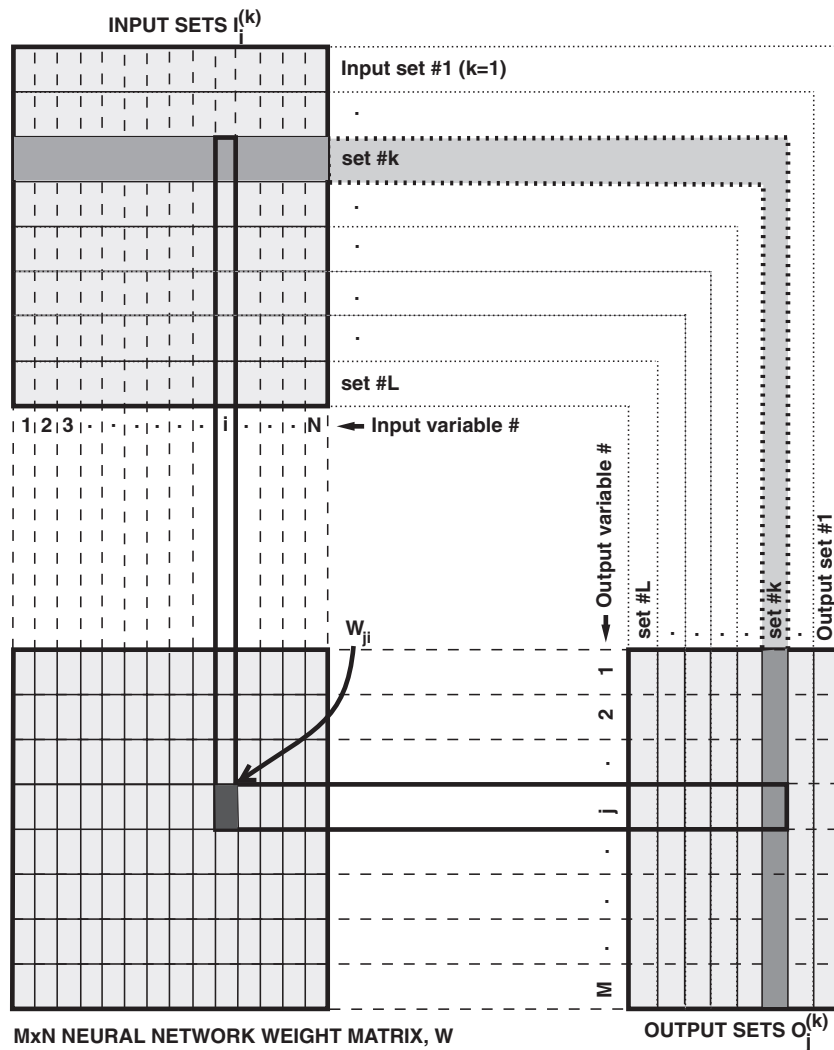 INPUT SETS I_i^(k)
Input set #1 (k=1)
.
set #k
.
.
.
.
set #L
1 2 3 . . . . . . i . . . N ← Input variable #
Output variable #
set #L
. . . .
set #k
.
Output set #1
W_ji
1
2
.
j
.
.
.
M
MxN NEURAL NETWORK WEIGHT MATRIX, W
OUTPUT SETS O_j^(k)